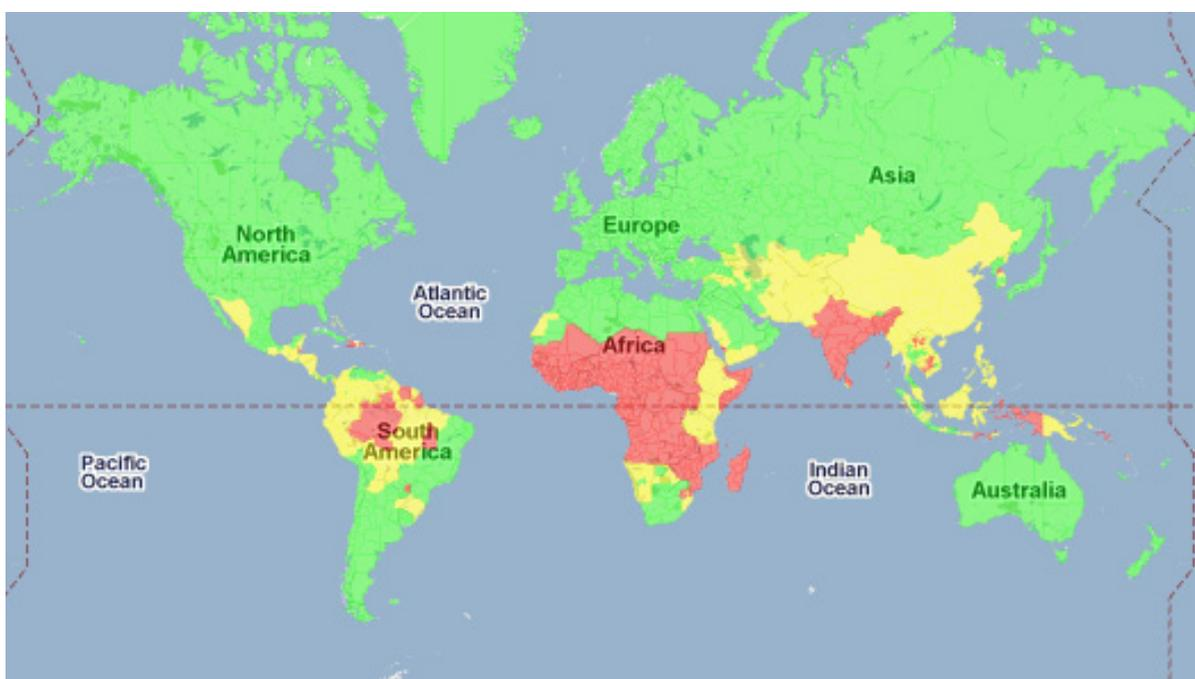 Asia
North
America
Europe
Atlantic
Ocean
Africa
South
America
Pacific
Ocean
Indian
Ocean
Australia